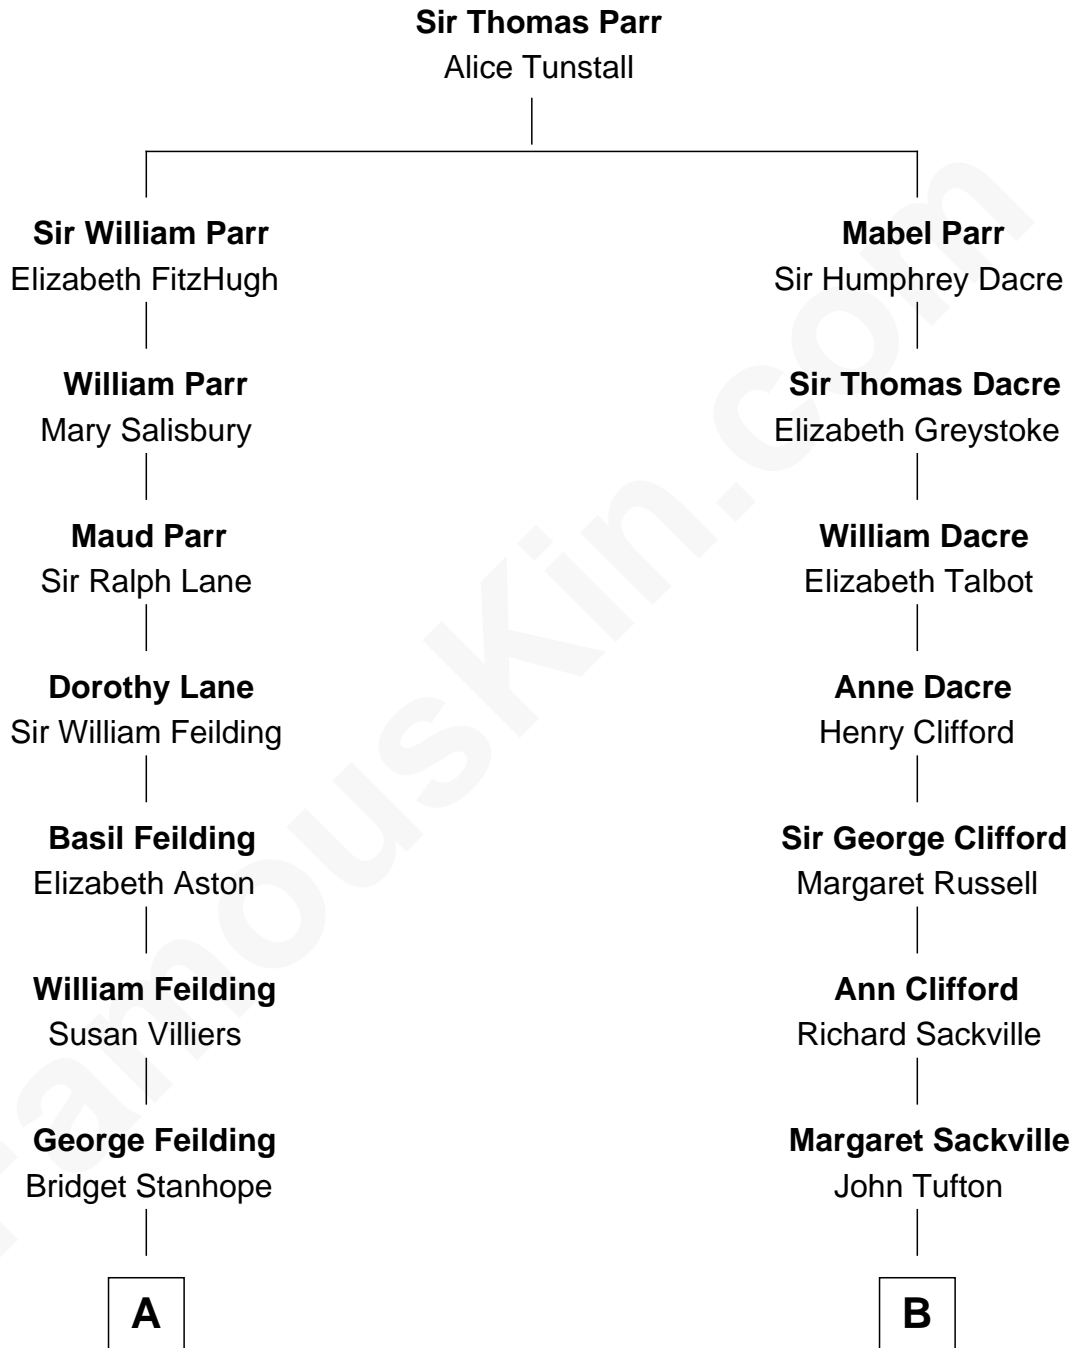 Sir Thomas Parr
Alice Tunstall
Sir William Parr
Elizabeth FitzHugh
Mabel Parr
Sir Humphrey Dacre
William Parr
Mary Salisbury
Sir Thomas Dacre
Elizabeth Greystoke
Maud Parr
Sir Ralph Lane
William Dacre
Elizabeth Talbot
Dorothy Lane
Sir William Feilding
Anne Dacre
Henry Clifford
Basil Feilding
Elizabeth Aston
Sir George Clifford
Margaret Russell
William Feilding
Susan Villiers
Ann Clifford
Richard Sackville
George Feilding
Bridget Stanhope
Margaret Sackville
John Tufton
A
B
FamousKin.com